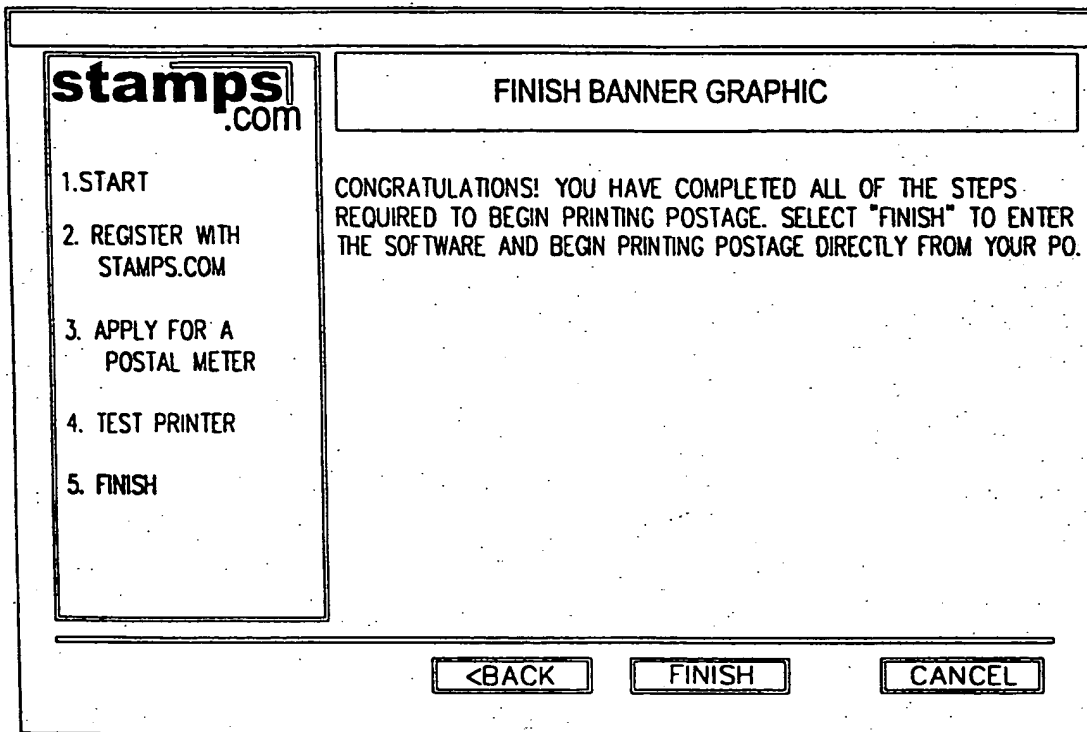 stamps
.com
1.START
2. REGISTER WITH
STAMPS.COM
3. APPLY FOR A
POSTAL METER
4. TEST PRINTER
5. FINISH
FINISH BANNER GRAPHIC
CONGRATULATIONS! YOU HAVE COMPLETED ALL OF THE STEPS
REQUIRED TO BEGIN PRINTING POSTAGE. SELECT "FINISH" TO ENTER
THE SOFTWARE AND BEGIN PRINTING POSTAGE DIRECTLY FROM YOUR PO.
<BACK
FINISH
CANCEL